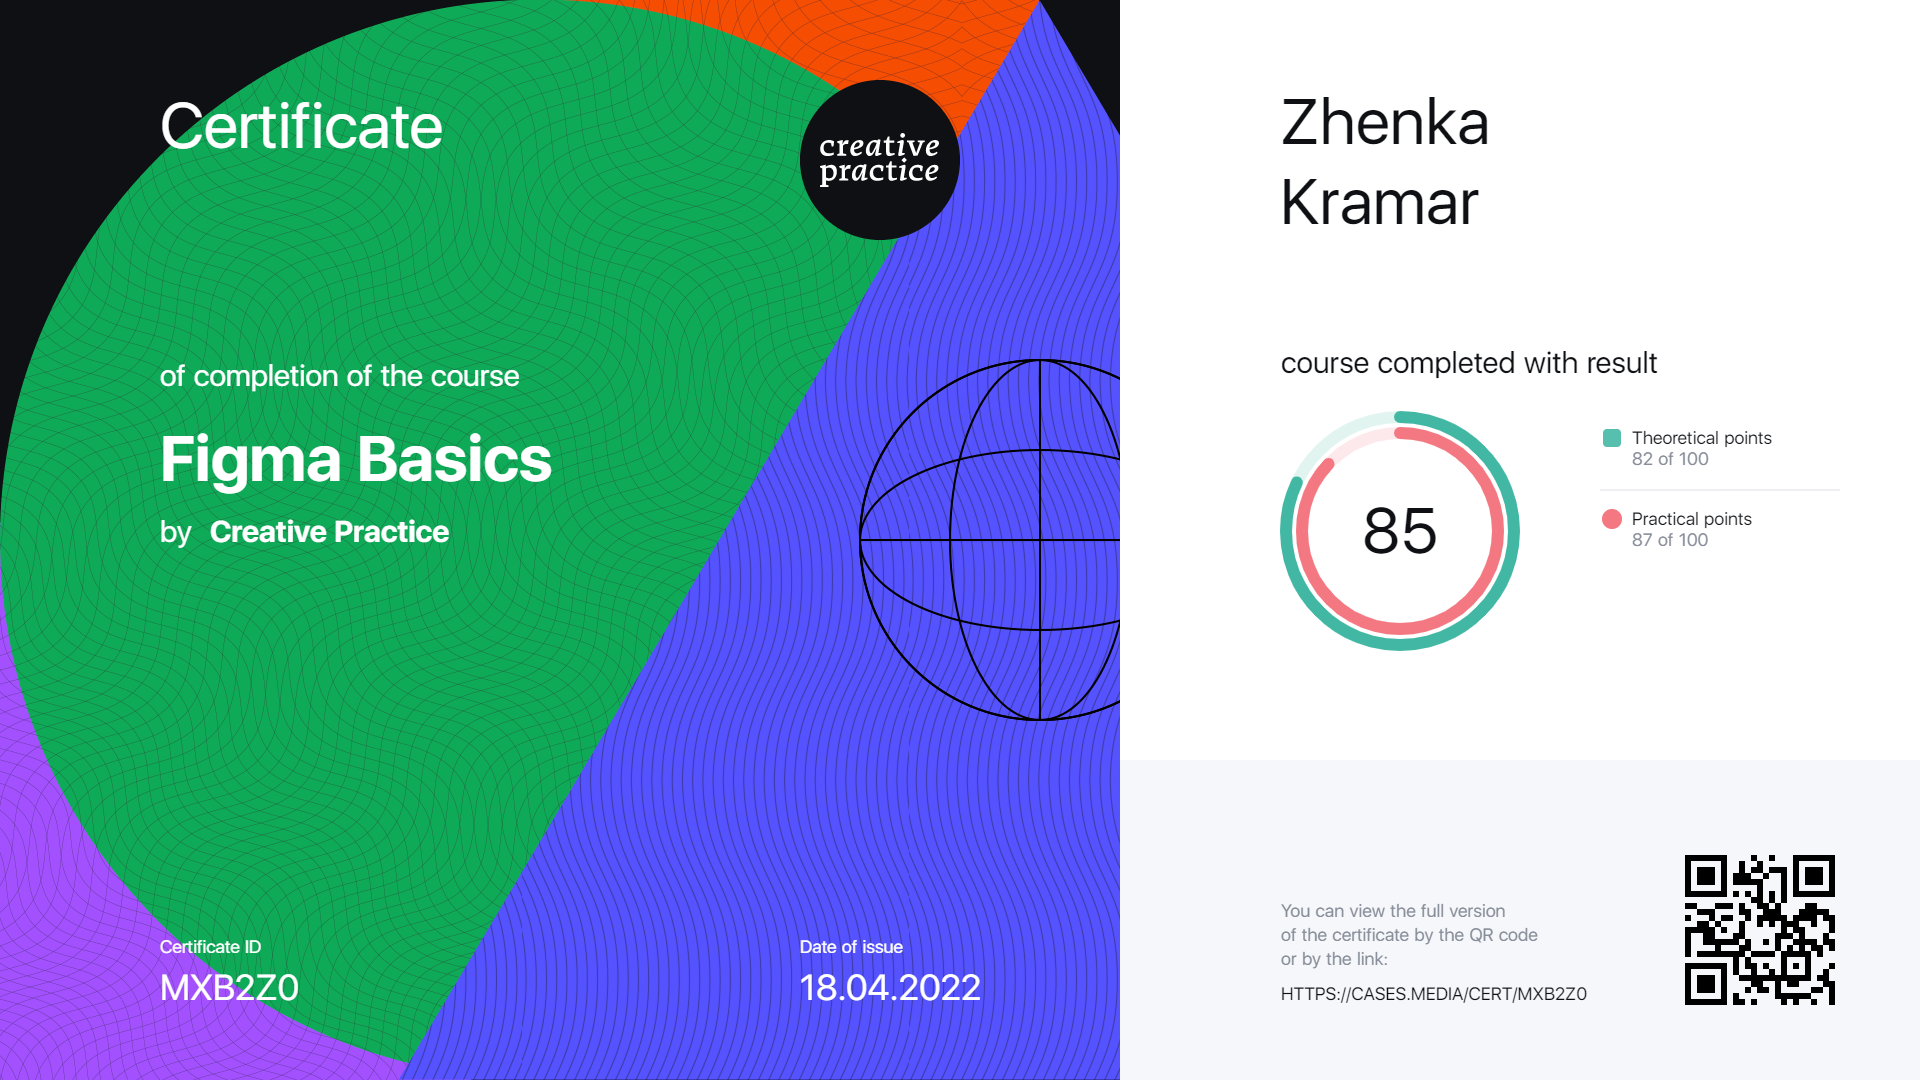 Certificate
creative
practice
of completion of the course
Figma Basics
by Creative Practice
Certificate ID
MXB2Z0
Date of issue
18.04.2022
Zhenka
Kramar
course completed with result
85
Theoretical points
82 of 100
Practical points
87 of 100
You can view the full version
of the certificate by the QR code
or by the link:
HTTPS://CASES.MEDIA/CERT/MXB2Z0